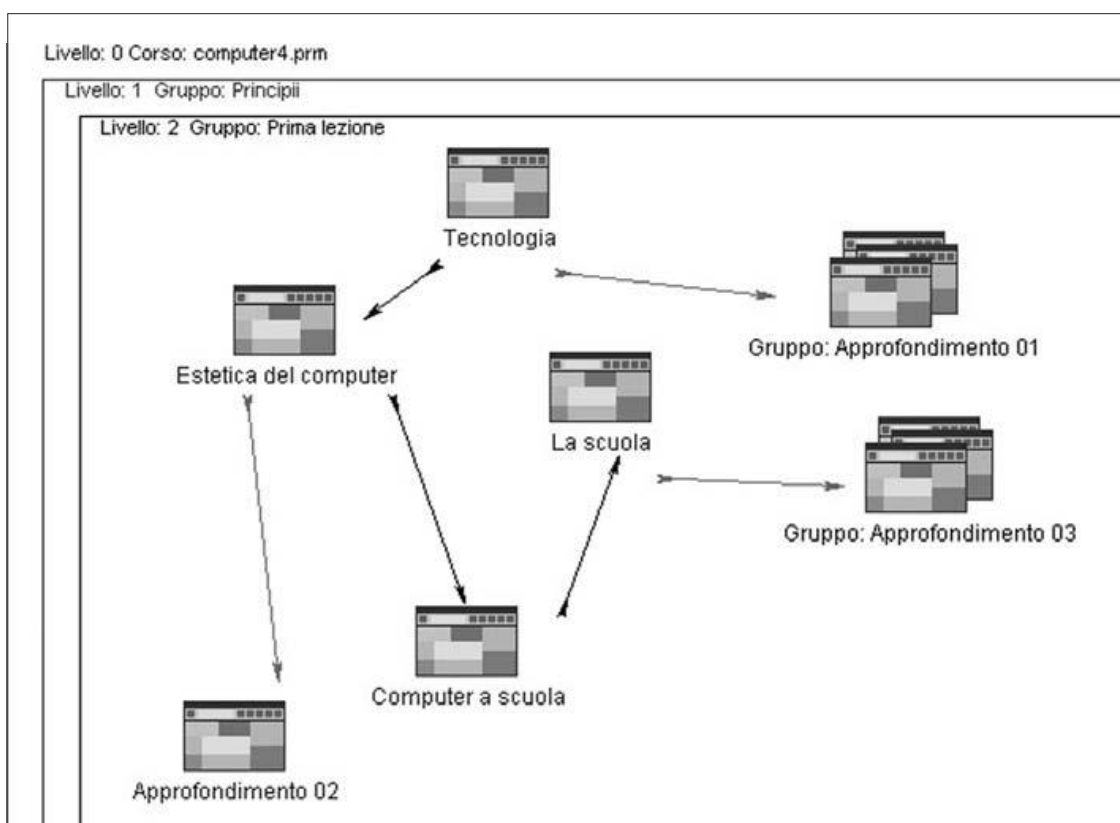 Livello: 0 Corso: computer4.prm
Livello: 1 Gruppo: Principii
Livello: 2 Gruppo: Prima lezione
Tecnologia
Gruppo: Approfondimento 01
Estetica del computer
La scuola
Gruppo: Approfondimento 03
Computer a scuola
Approfondimento 02